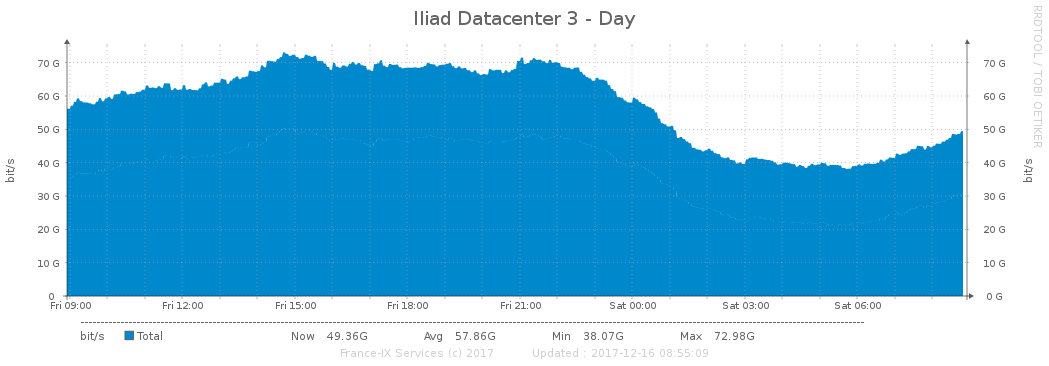 Iliad Datacenter 3 - Day
RRDTOOL / TOBI OETIKER
70 G 70 G
60 G 60 G
50 G 50 G
40 G 40 G
30 G 30 G
20 G 20 G
10 G 10 G
0 0 G
bit/s bit/s
Fri 09:00 Fri 12:00 Fri 15:00 Fri 18:00 Fri 21:00 Sat 00:00 Sat 03:00 Sat 06:00
bit/s Total Now 49.36G Avg 57.86G Min 38.07G Max 72.98G
France-IX Services (c) 2017 Updated : 2017-12-16 08:55:09